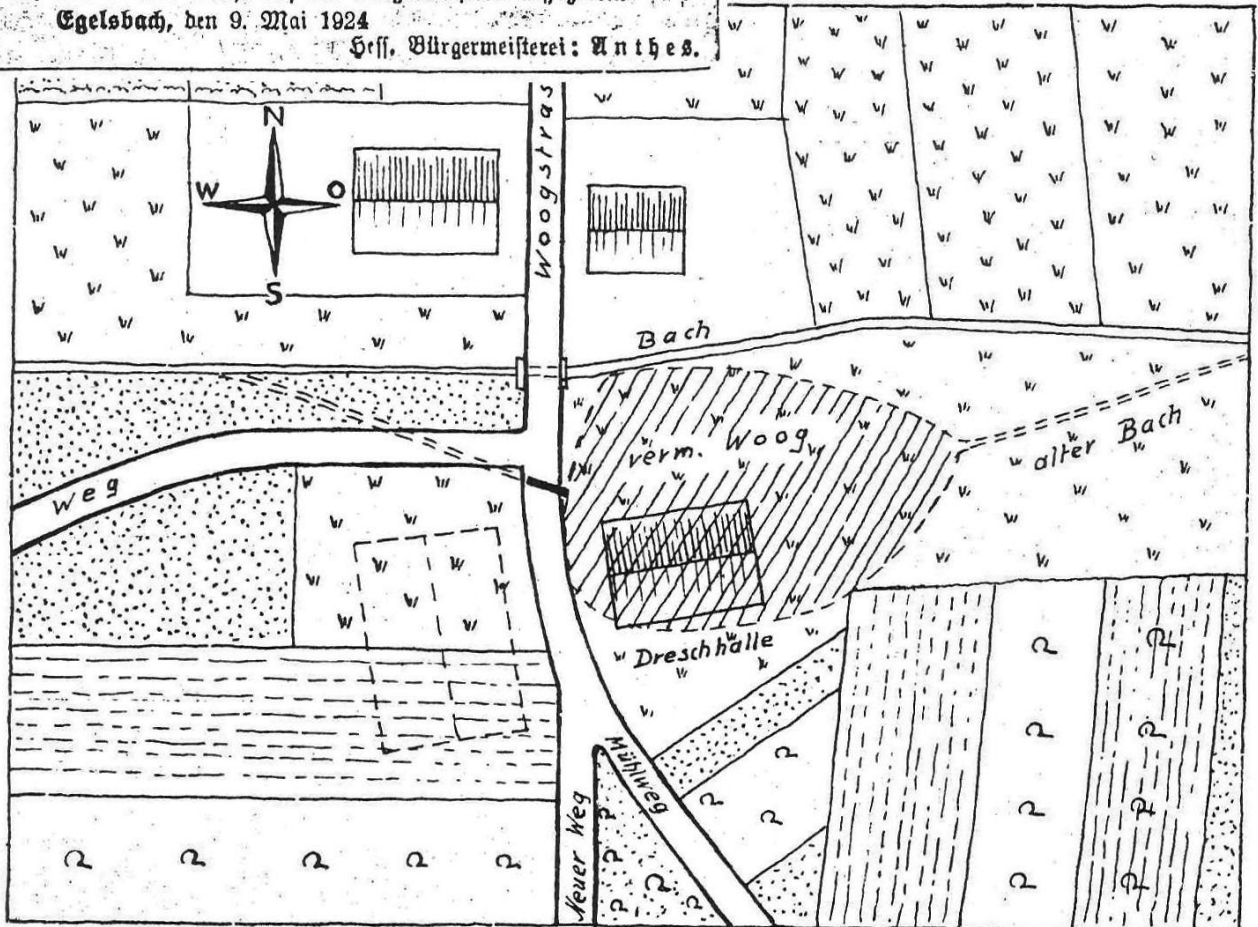 Egelsbach, den 9. Mai 1924
Hess. Bürgermeisterei: Anthes.
N
W O
S
Woogstras
Bach
verm. Woog
alter Bach
Weg
Dreschhalle
Mühlweg
Neuer Weg